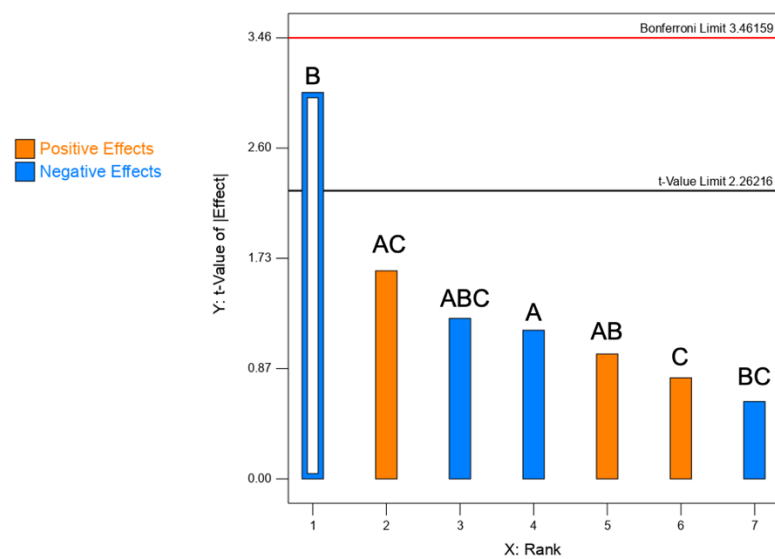 Positive Effects
Negative Effects
Y: t-Value of |Effect|
3.46
2.60
1.73
0.87
0.00
Bonferroni Limit 3.46159
t-Value Limit 2.26216
B
AC
ABC
A
AB
C
BC
1 2 3 4 5 6 7
X: Rank